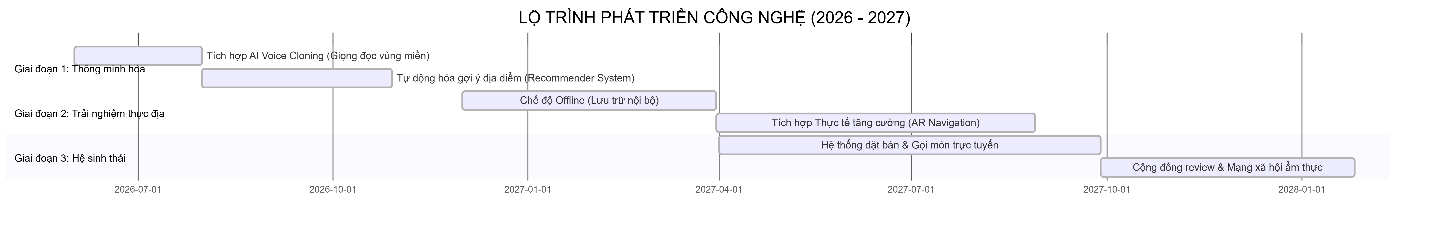 LỘ TRÌNH PHÁT TRIỂN CÔNG NGHỆ (2026 - 2027)
Tích hợp AI Voice Cloning (Giọng đọc vùng miền)
Giai đoạn 1: Thông minh hóa
Tự động hóa gợi ý địa điểm (Recommender System)
Chế độ Offline (Lưu trữ nội bộ)
Giai đoạn 2: Trải nghiệm thực địa
Tích hợp Thực tế tăng cường (AR Navigation)
Hệ thống đặt bàn & Gọi món trực tuyến
Giai đoạn 3: Hệ sinh thái
Cộng đồng review & Mạng xã hội ẩm thực
2026-07-01 2026-10-01 2027-01-01 2027-04-01 2027-07-01 2027-10-01 2028-01-01